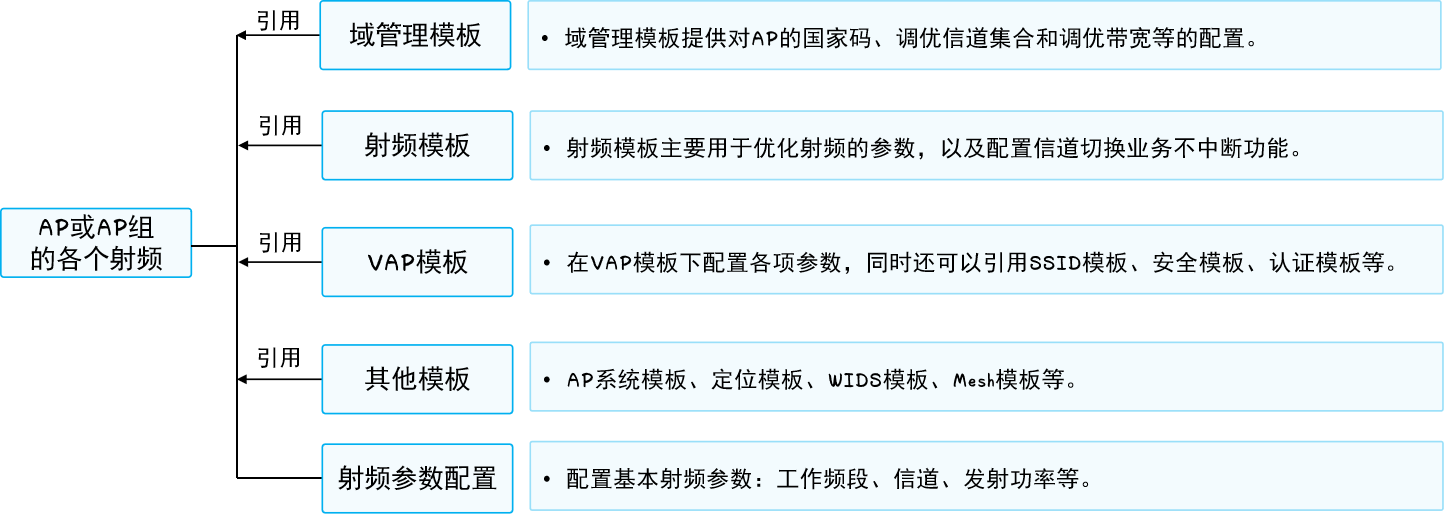 引用
域管理模板
• 域管理模板提供对AP的国家码、调优信道集合和调优带宽等的配置。
引用
射频模板
• 射频模板主要用于优化射频的参数，以及配置信道切换业务不中断功能。
AP或AP组
的各个射频
引用
VAP模板
• 在VAP模板下配置各项参数，同时还可以引用SSID模板、安全模板、认证模板等。
引用
其他模板
• AP系统模板、定位模板、WIDS模板、Mesh模板等。
射频参数配置
• 配置基本射频参数：工作频段、信道、发射功率等。